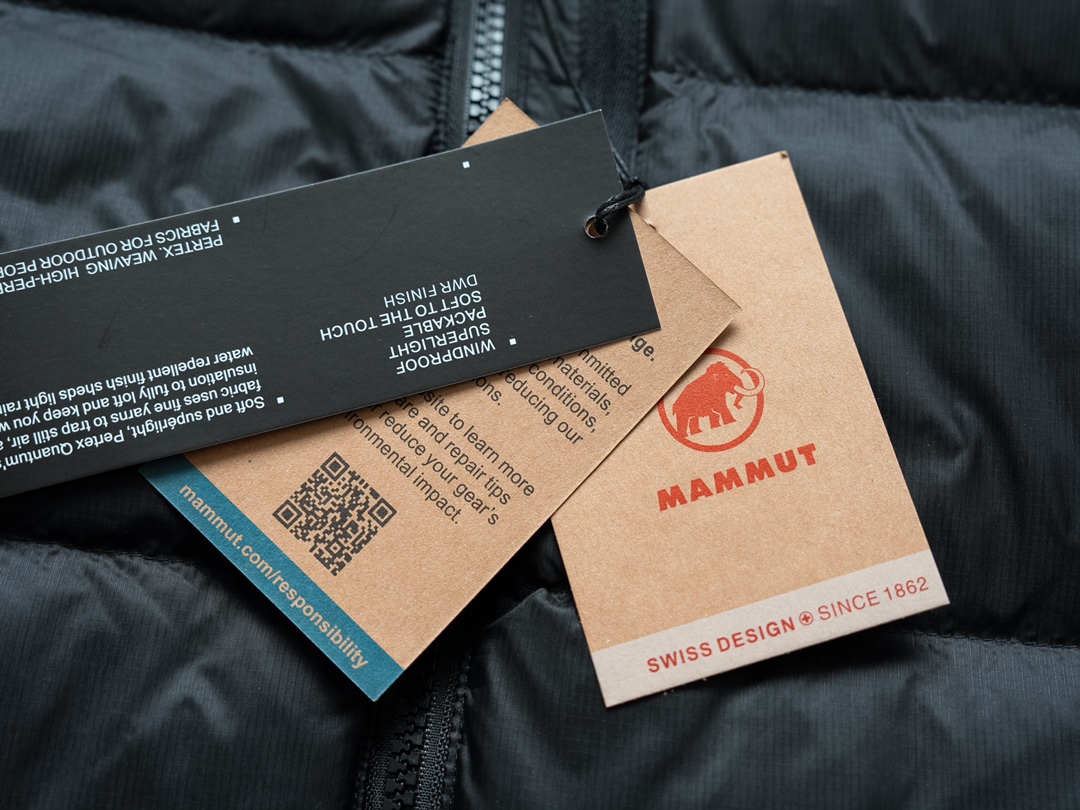 PERTEX. WEAVING HIGH-PER
FABRICS FOR OUTDOOR PEO
WINDPROOF
SUPERLIGHT
PACKABLE
SOFT TO THE TOUCH
DWR FINISH
Soft and superlight, Pertex Quantum's
fabric uses fine yarns to trap still air, a
insulation to fully loft and keep you w
water repellent finish sheds light rain
ge.
mmitted
materials,
conditions,
educing our
ons.
site to learn more
are and repair tips
r reduce your gear's
ironmental impact.
mammut.com/responsibility
MAMMUT
SWISS DESIGN SINCE 1862